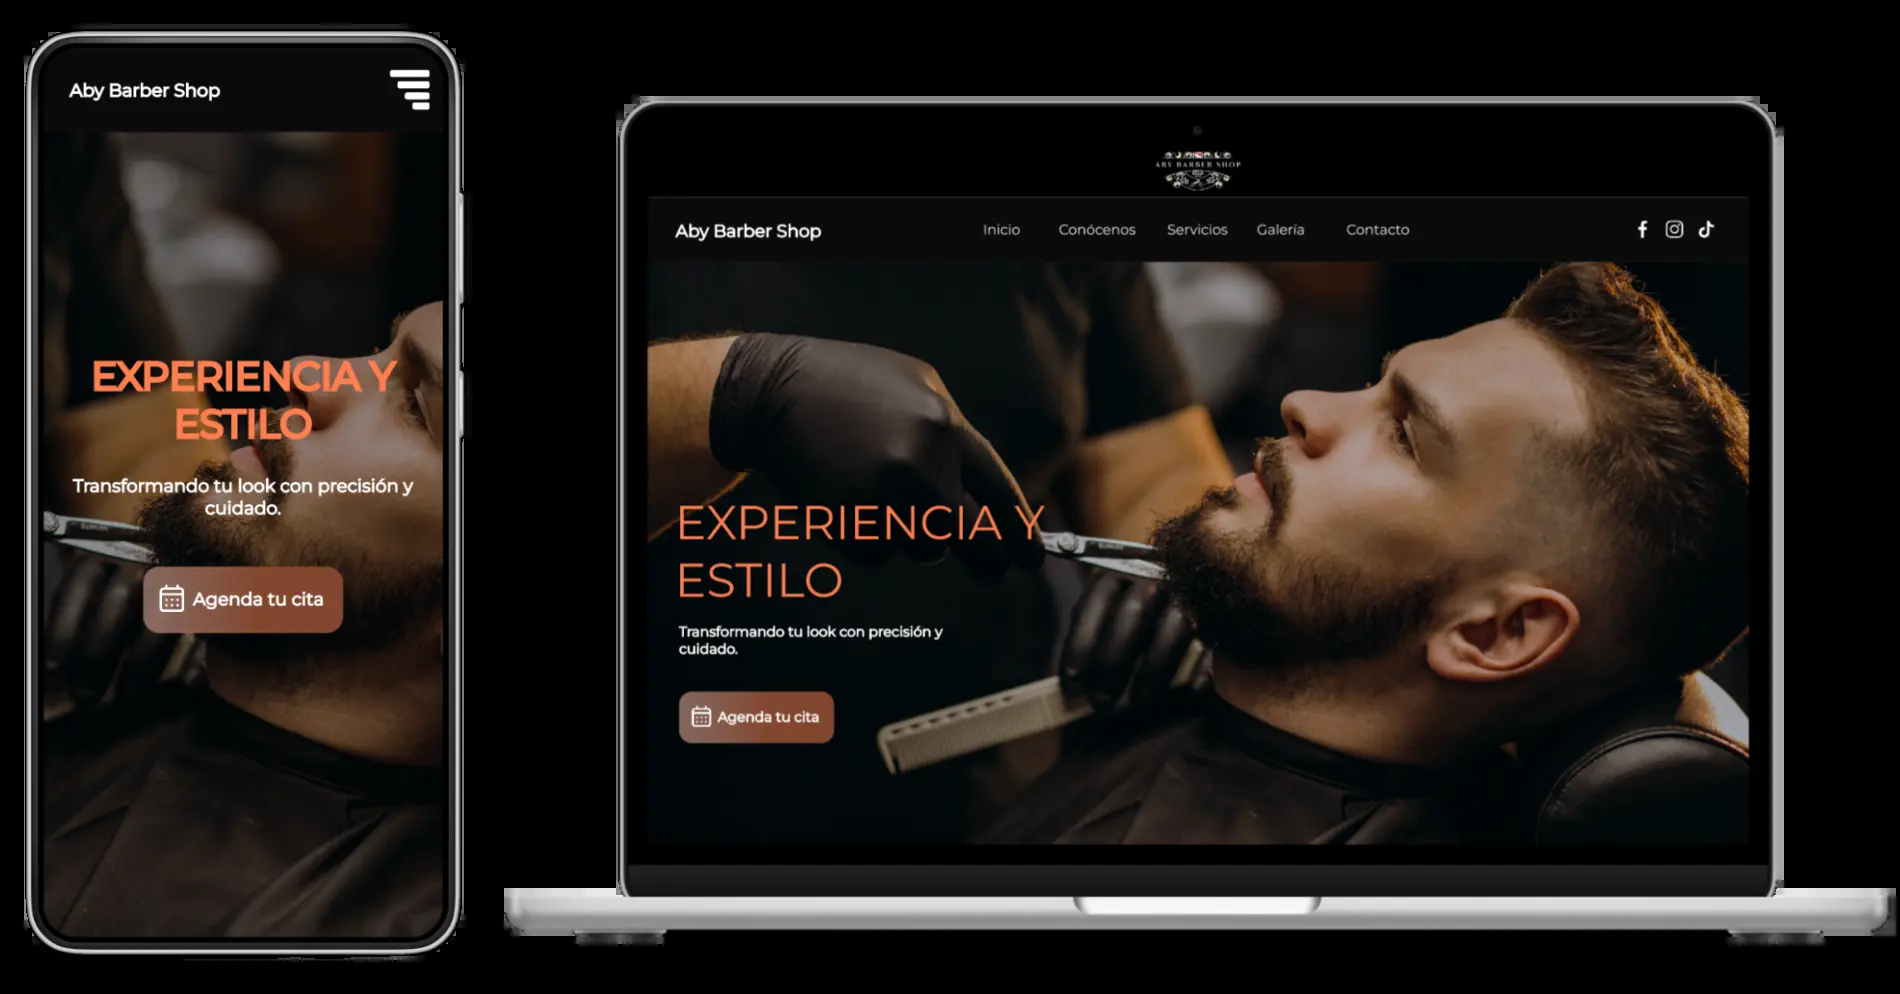 Aby Barber Shop
EXPERIENCIA Y
ESTILO
Transformando tu look con precisión y
cuidado.
Agenda tu cita
ABY BARBER SHOP
Aby Barber Shop
Inicio
Conócenos
Servicios
Galería
Contacto
EXPERIENCIA Y
ESTILO
Transformando tu look con precisión y
cuidado.
Agenda tu cita